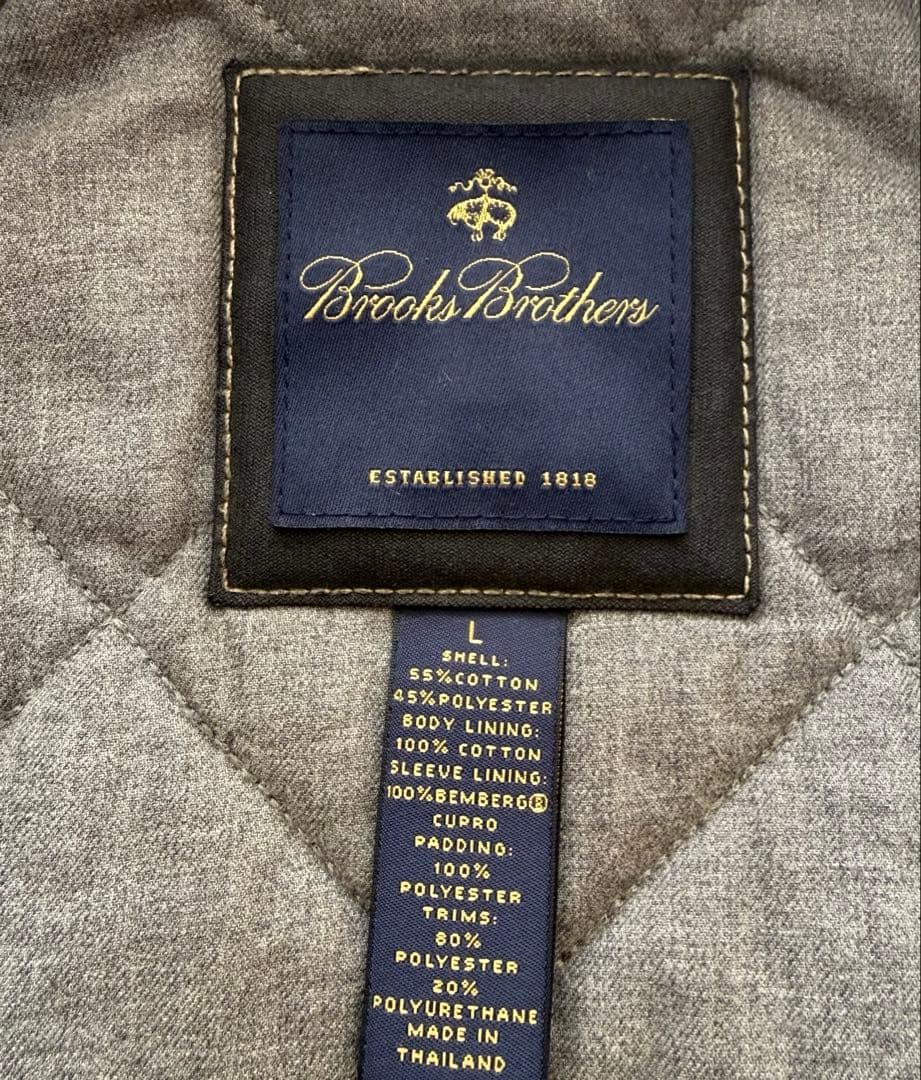 Brooks Brothers
ESTABLISHED 1818
L
SHELL:
55%COTTON
45%POLYESTER
BODY LINING:
100% COTTON
SLEEVE LINING:
100%BEMBERG®
CUPRO
PADDING:
100%
POLYESTER
TRIMS:
80%
POLYESTER
20%
POLYURETHANE
MADE IN
THAILAND